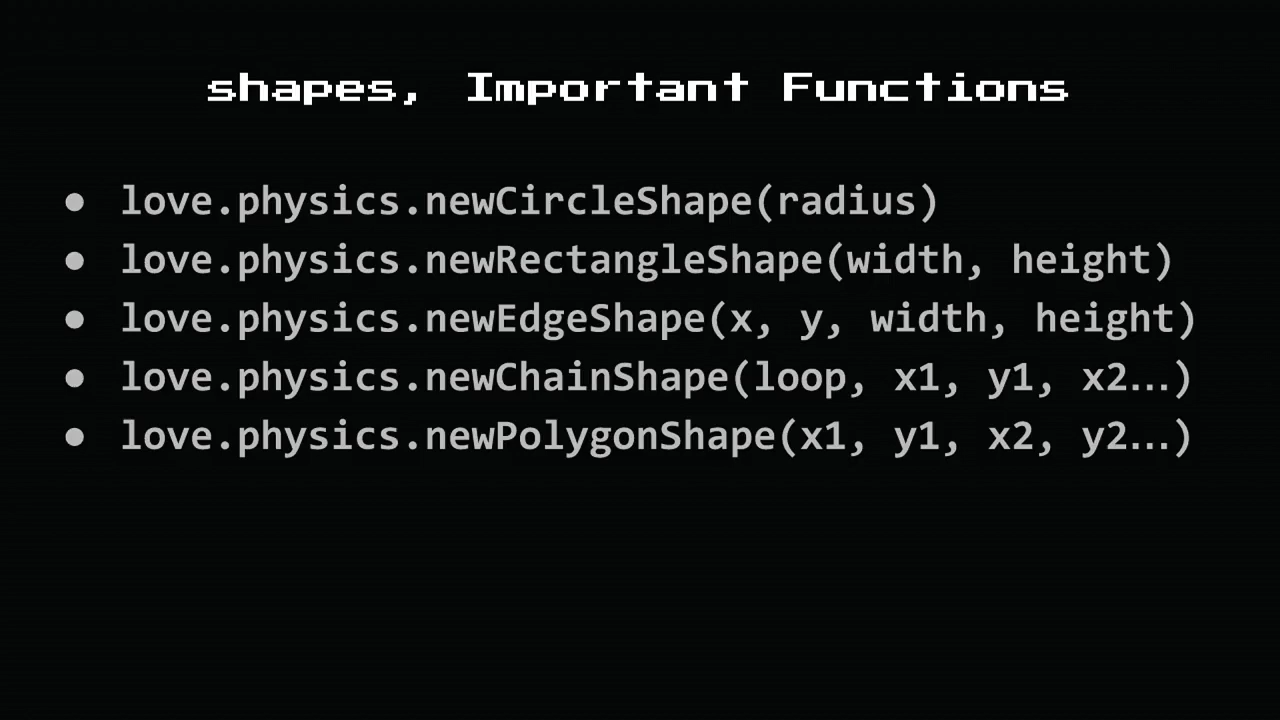 shapes, Important Functions
● love.physics.newCircleShape(radius)
● love.physics.newRectangleShape(width, height)
● love.physics.newEdgeShape(x, y, width, height)
● love.physics.newChainShape(loop, x1, y1, x2…)
● love.physics.newPolygonShape(x1, y1, x2, y2…)